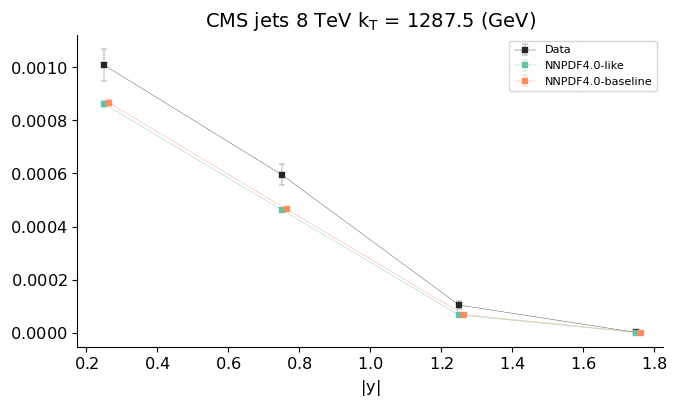 CMS jets 8 TeV k_T = 1287.5 (GeV)
Data
NNPDF4.0-like
NNPDF4.0-baseline
0.0010
0.0008
0.0006
0.0004
0.0002
0.0000
0.2 0.4 0.6 0.8 1.0 1.2 1.4 1.6 1.8
|y|